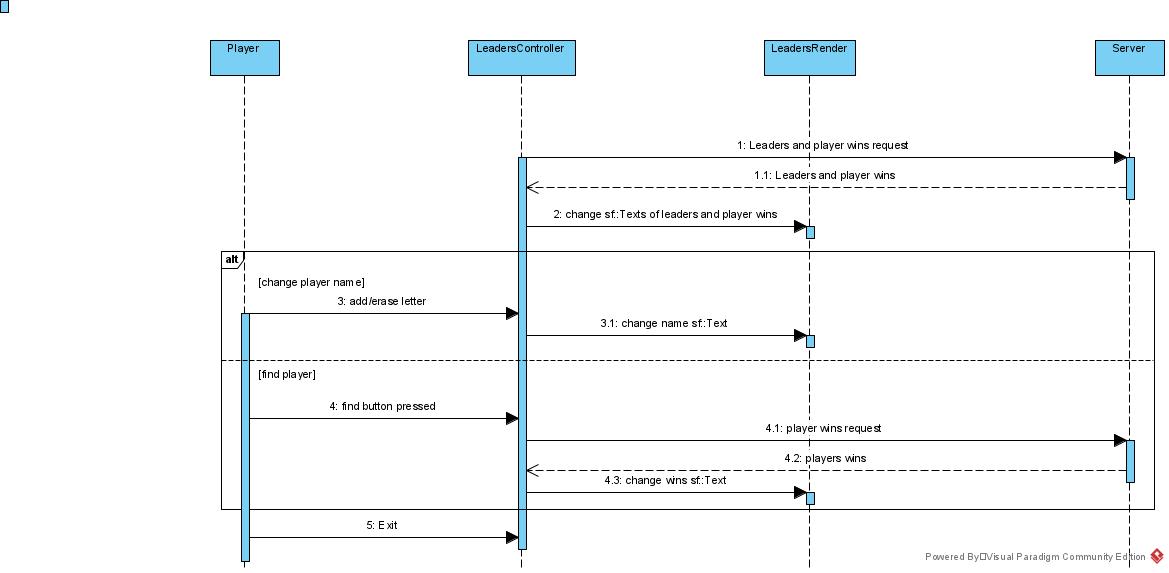 Player
LeadersController
LeadersRender
Server
1: Leaders and player wins request
1.1: Leaders and player wins
2: change sf::Texts of leaders and player wins
alt
[change player name]
3: add/erase letter
3.1: change name sf::Text
[find player]
4: find button pressed
4.1: player wins request
4.2: players wins
4.3: change wins sf::Text
5: Exit
Powered By□Visual Paradigm Community Edition